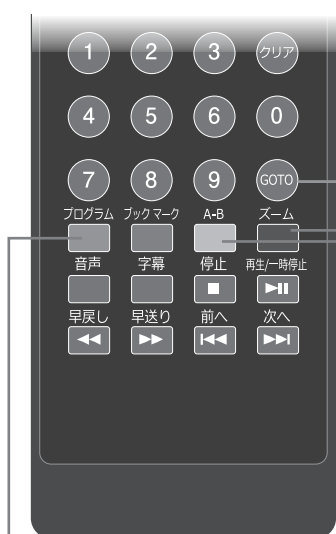 1 2 3 クリア
4 5 6 0
7 8 9 GOTO
プログラム ブックマーク A-B ズーム
音声 字幕 停止 再生/一時停止
早戻し 早送り 前へ 次へ